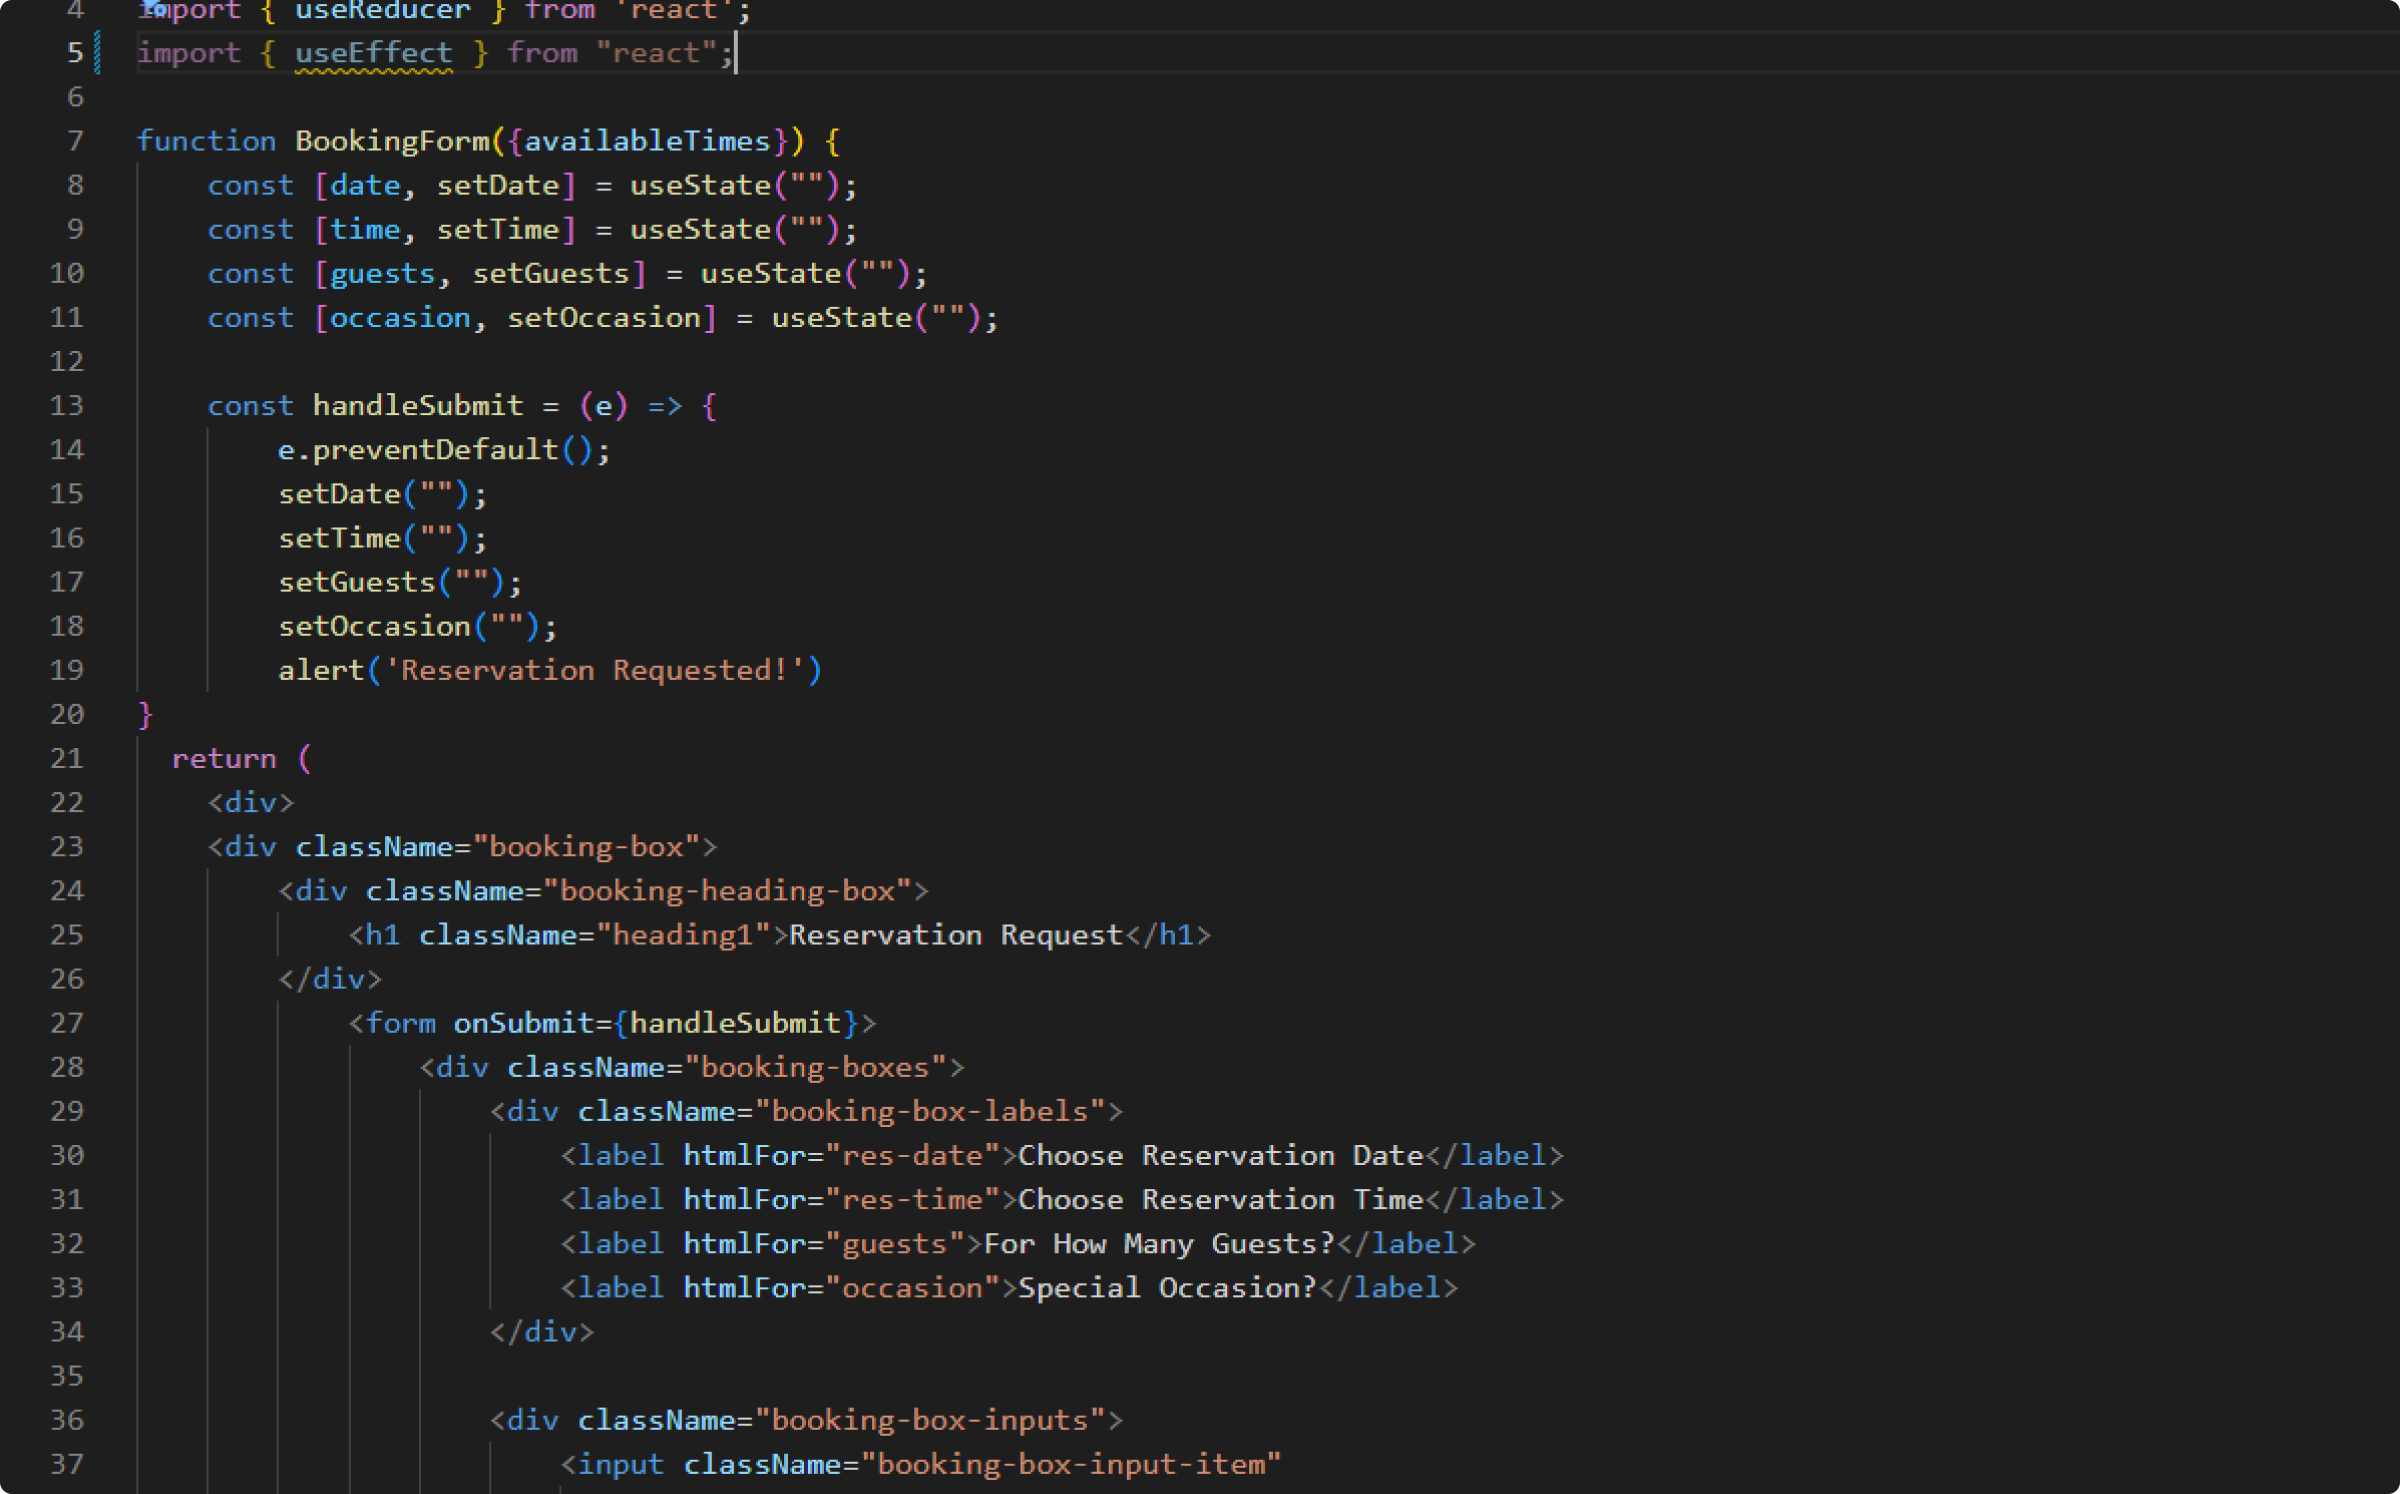 4 import { useReducer } from 'react';
5 import { useEffect } from "react";
6
7 function BookingForm({availableTimes}) {
8 const [date, setDate] = useState("");
9 const [time, setTime] = useState("");
10 const [guests, setGuests] = useState("");
11 const [occasion, setOccasion] = useState("");
12
13 const handleSubmit = (e) => {
14 e.preventDefault();
15 setDate("");
16 setTime("");
17 setGuests("");
18 setOccasion("");
19 alert('Reservation Requested!')
20 }
21 return (
22 <div>
23 <div className="booking-box">
24 <div className="booking-heading-box">
25 <h1 className="heading1">Reservation Request</h1>
26 </div>
27 <form onSubmit={handleSubmit}>
28 <div className="booking-boxes">
29 <div className="booking-box-labels">
30 <label htmlFor="res-date">Choose Reservation Date</label>
31 <label htmlFor="res-time">Choose Reservation Time</label>
32 <label htmlFor="guests">For How Many Guests?</label>
33 <label htmlFor="occasion">Special Occasion?</label>
34 </div>
35
36 <div className="booking-box-inputs">
37 <input className="booking-box-input-item"